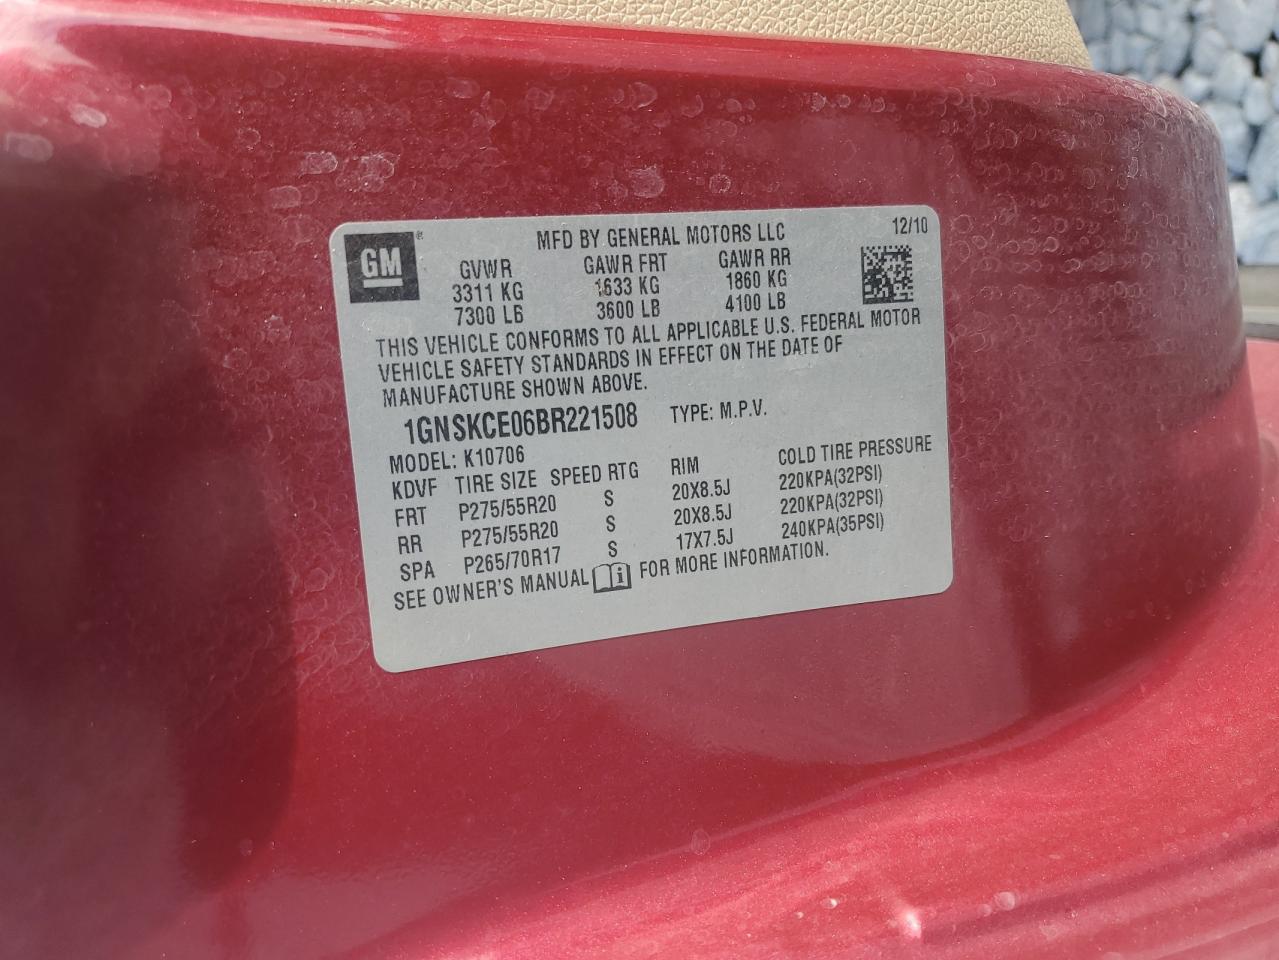 GM®
MFD BY GENERAL MOTORS LLC 12/10
GVWR GAWR FRT GAWR RR
3311 KG 1633 KG 1860 KG
7300 LB 3600 LB 4100 LB
THIS VEHICLE CONFORMS TO ALL APPLICABLE U.S. FEDERAL MOTOR
VEHICLE SAFETY STANDARDS IN EFFECT ON THE DATE OF
MANUFACTURE SHOWN ABOVE.
1GNSKCE06BR221508 TYPE: M.P.V.
MODEL: K10706
KDVF TIRE SIZE SPEED RTG RIM COLD TIRE PRESSURE
FRT P275/55R20 S 20X8.5J 220KPA(32PSI)
RR P275/55R20 S 20X8.5J 220KPA(32PSI)
SPA P265/70R17 S 17X7.5J 240KPA(35PSI)
SEE OWNER'S MANUAL i FOR MORE INFORMATION.